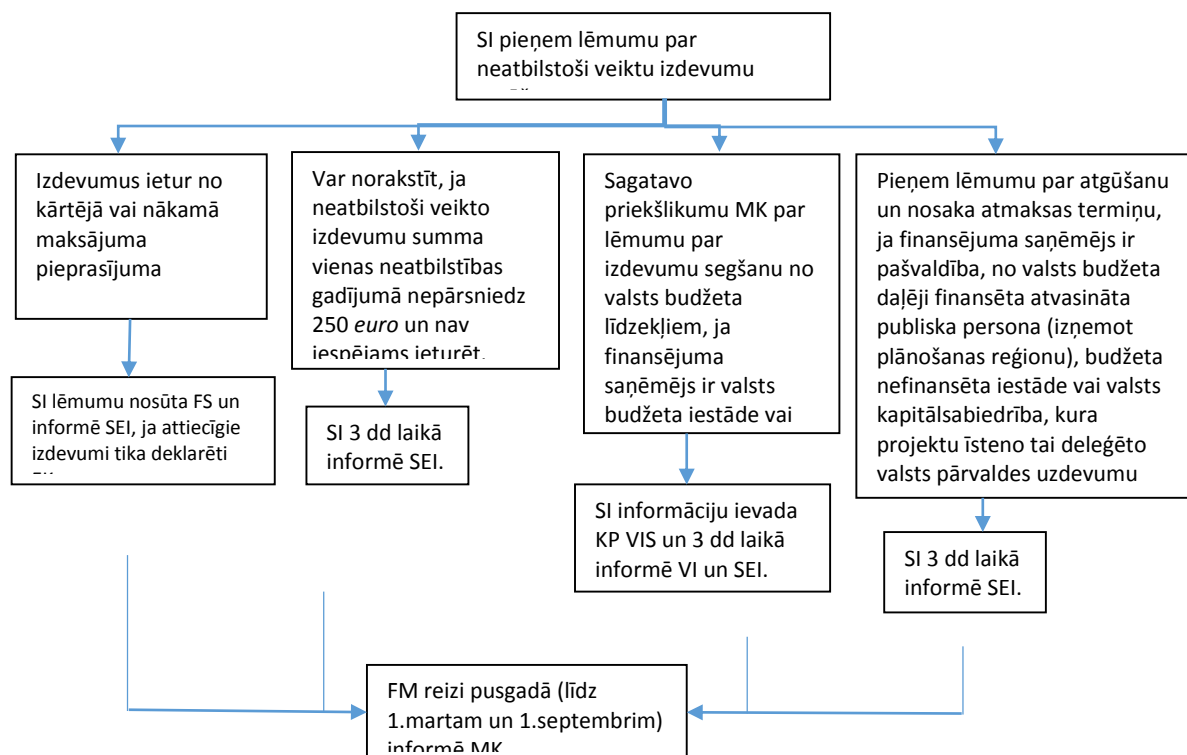 SI pieņem lēmumu par
neatbilstoši veiktu izdevumu
Izdevumus ietur no
kārtējā vai nākamā
maksājuma
pieprasījuma
SI lēmumu nosūta FS un
informē SEI, ja attiecīgie
izdevumi tika deklarēti
Var norakstīt, ja
neatbilstoši veikto
izdevumu summa
vienas neatbilstības
gadījumā nepārsniedz
250 euro un nav
iespējams ieturēt.
SI 3 dd laikā
informē SEI.
Sagatavo
priekšlikumu MK par
lēmumu par
izdevumu segšanu no
valsts budžeta
līdzekļiem, ja
finansējuma
saņēmējs ir valsts
budžeta iestāde vai
SI informāciju ievada
KP VIS un 3 dd laikā
informē VI un SEI.
Pieņem lēmumu par atgūšanu
un nosaka atmaksas termiņu,
ja finansējuma saņēmējs ir
pašvaldība, no valsts budžeta
daļēji finansēta atvasināta
publiska persona (izņemot
plānošanas reģionu), budžeta
nefinansēta iestāde vai valsts
kapitālsabiedrība, kura
projektu īsteno tai deleģēto
valsts pārvaldes uzdevumu
SI 3 dd laikā
informē SEI.
FM reizi pusgadā (līdz
1.martam un 1.septembrim)
informē MK